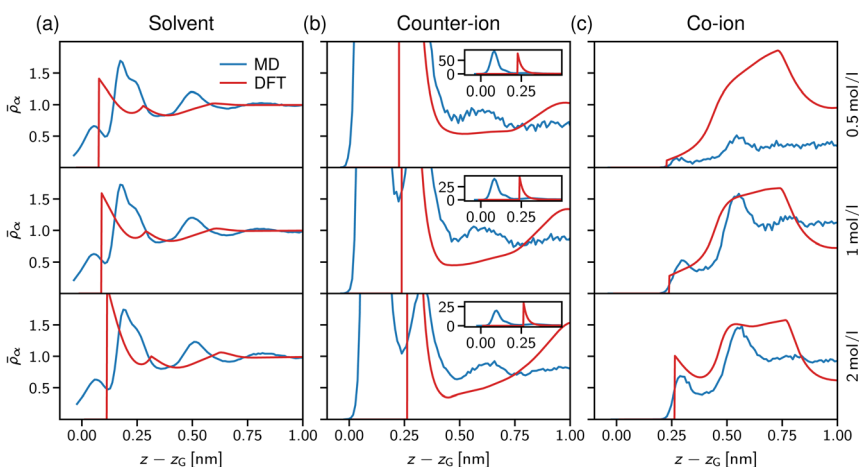 (a) Solvent (b) Counter-ion (c) Co-ion
MD
DFT
ρ̄α
1.5
1.0
0.5
50
0
0.00 0.25
0.5 mol/l
ρ̄α
1.5
1.0
0.5
25
0
0.00 0.25
1 mol/l
ρ̄α
1.5
1.0
0.5
25
0
0.00 0.25
2 mol/l
0.00 0.25 0.50 0.75 1.00 0.00 0.25 0.50 0.75 1.00 0.00 0.25 0.50 0.75 1.00
z − zG [nm] z − zG [nm] z − zG [nm]